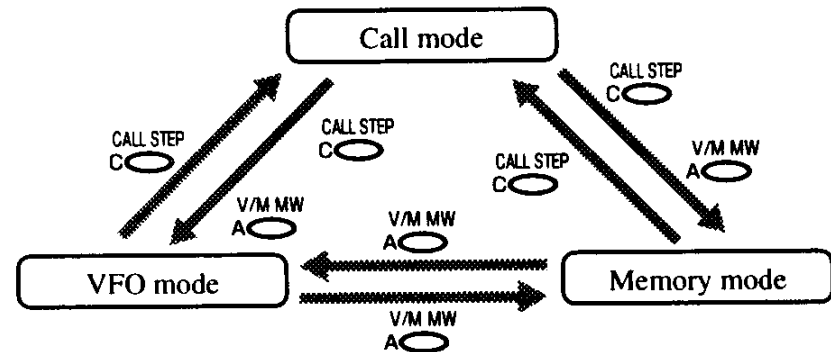 Call mode
CALL STEP
C
CALL STEP
C
CALL STEP
C
CALL STEP
C
V/M MW
A
V/M MW
A
V/M MW
A
VFO mode
Memory mode
V/M MW
A